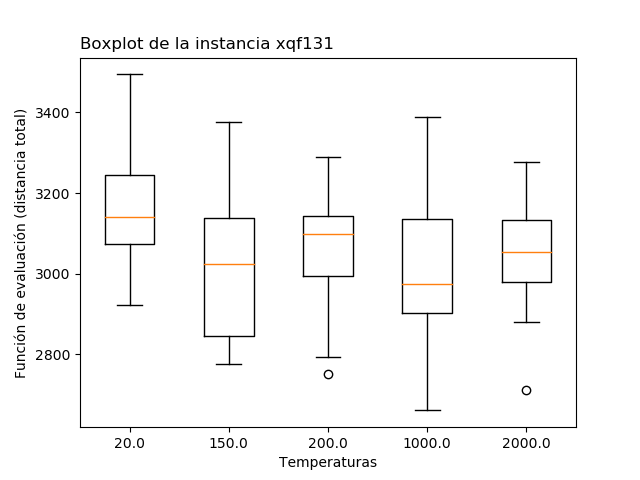 Boxplot de la instancia xqf131
Función de evaluación (distancia total)
3400
3200
3000
2800
20.0 150.0 200.0 1000.0 2000.0
Temperaturas